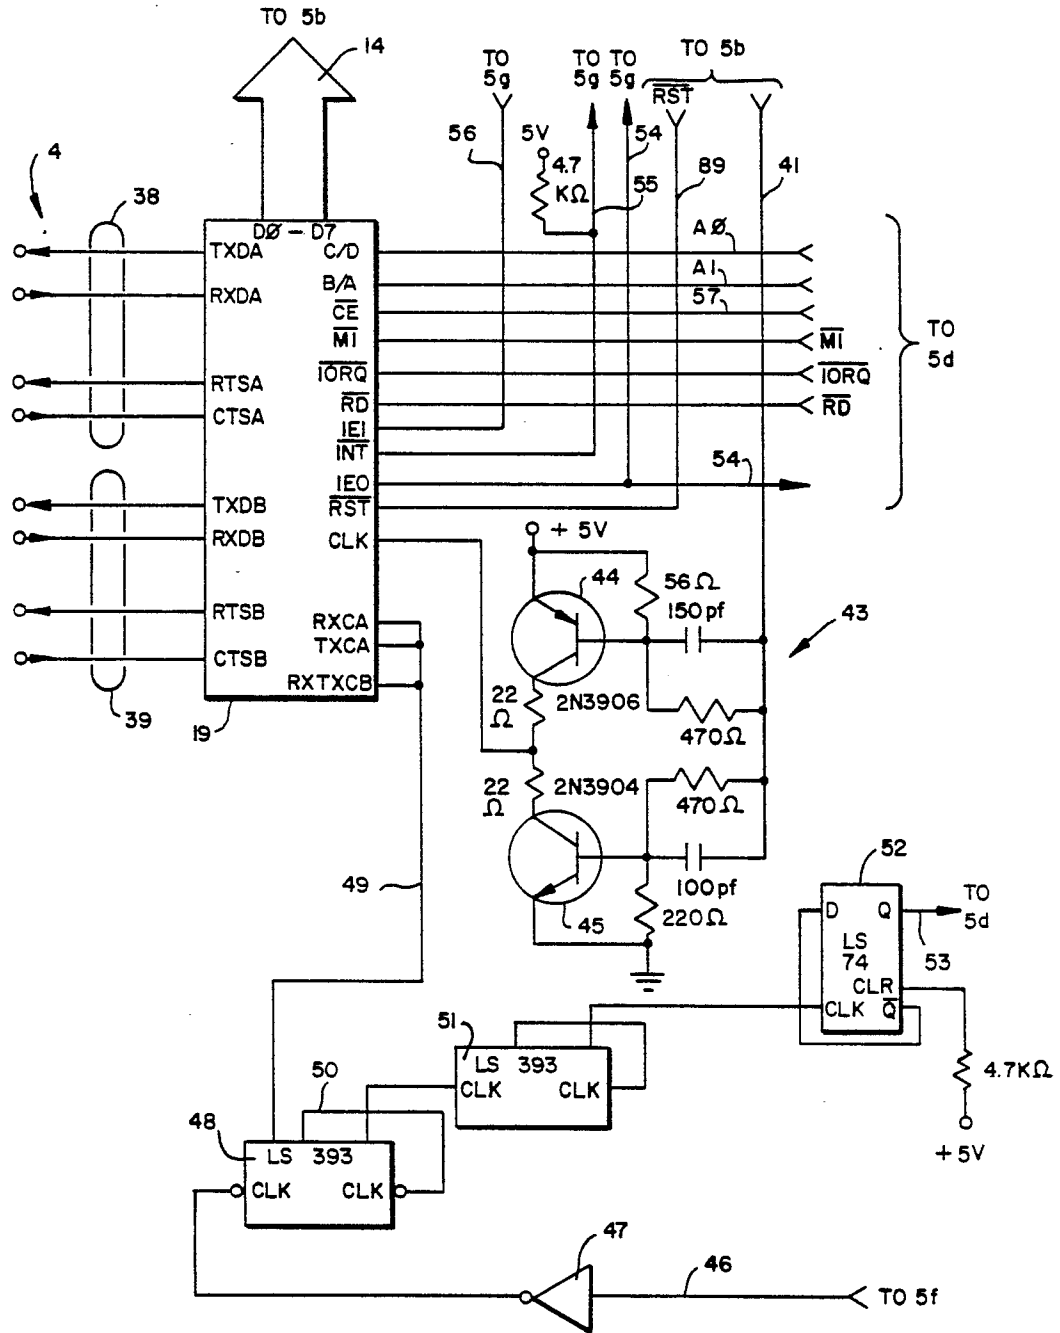 TO 5b
14
TO 5g
TO 5g
TO 5g
TO 5b
RST
56
5V
4.7 KΩ
54
55
89
41
4
38
DØ - D7
TXDA
C/D
AØ
RXDA
B/A
A1
CE
57
MI
MI
TO 5d
IORQ
IORQ
RTSA
RD
RD
CTSA
IEI
INT
IEO
54
TXDB
RST
RXDB
CLK
+ 5V
44
56Ω
150pf
43
RTSB
RXCA
TXCA
CTSB
RXTXCB
39
19
22 Ω
2N3906
470Ω
22 Ω
2N3904
470Ω
49
45
100pf
220Ω
52
D
Q
TO 5d
53
LS 74
CLR
CLK
Q
4.7KΩ
+5V
51
LS 393
CLK
CLK
50
48
LS 393
CLK
CLK
47
46
TO 5f